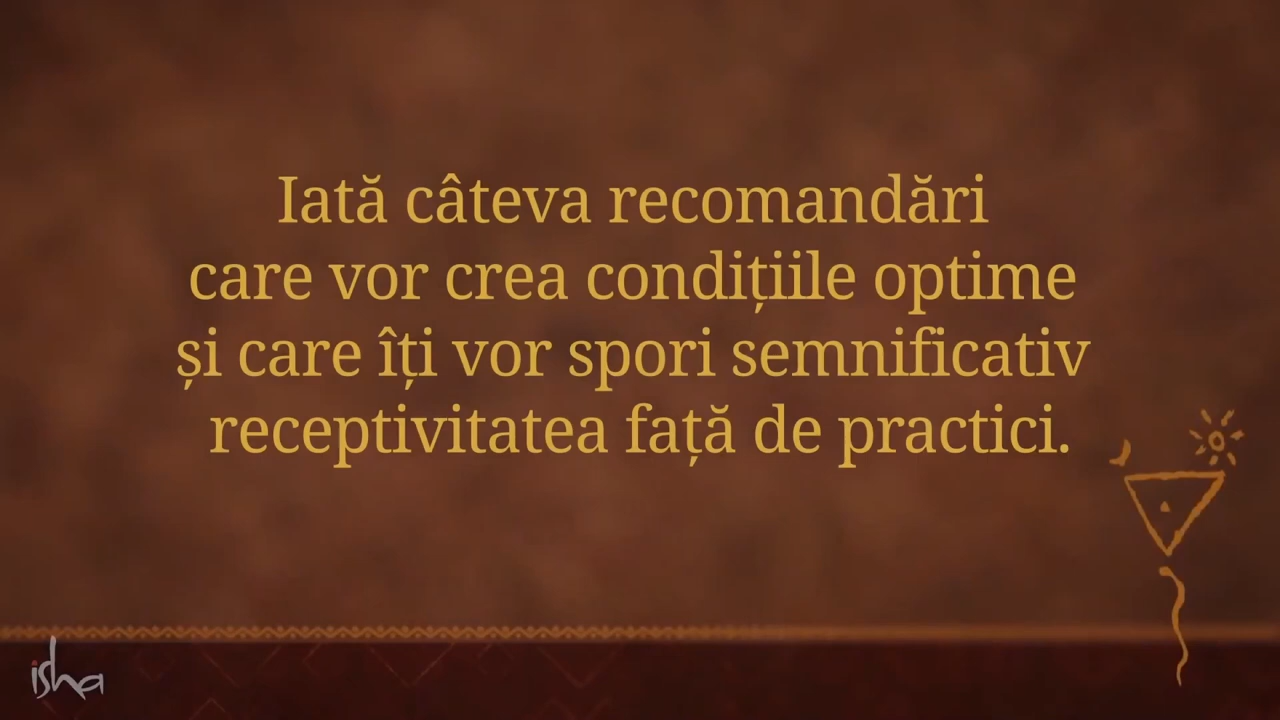 Iată câteva recomandări
care vor crea condițiile optime
și care îți vor spori semnificativ
receptivitatea față de practici.
isha